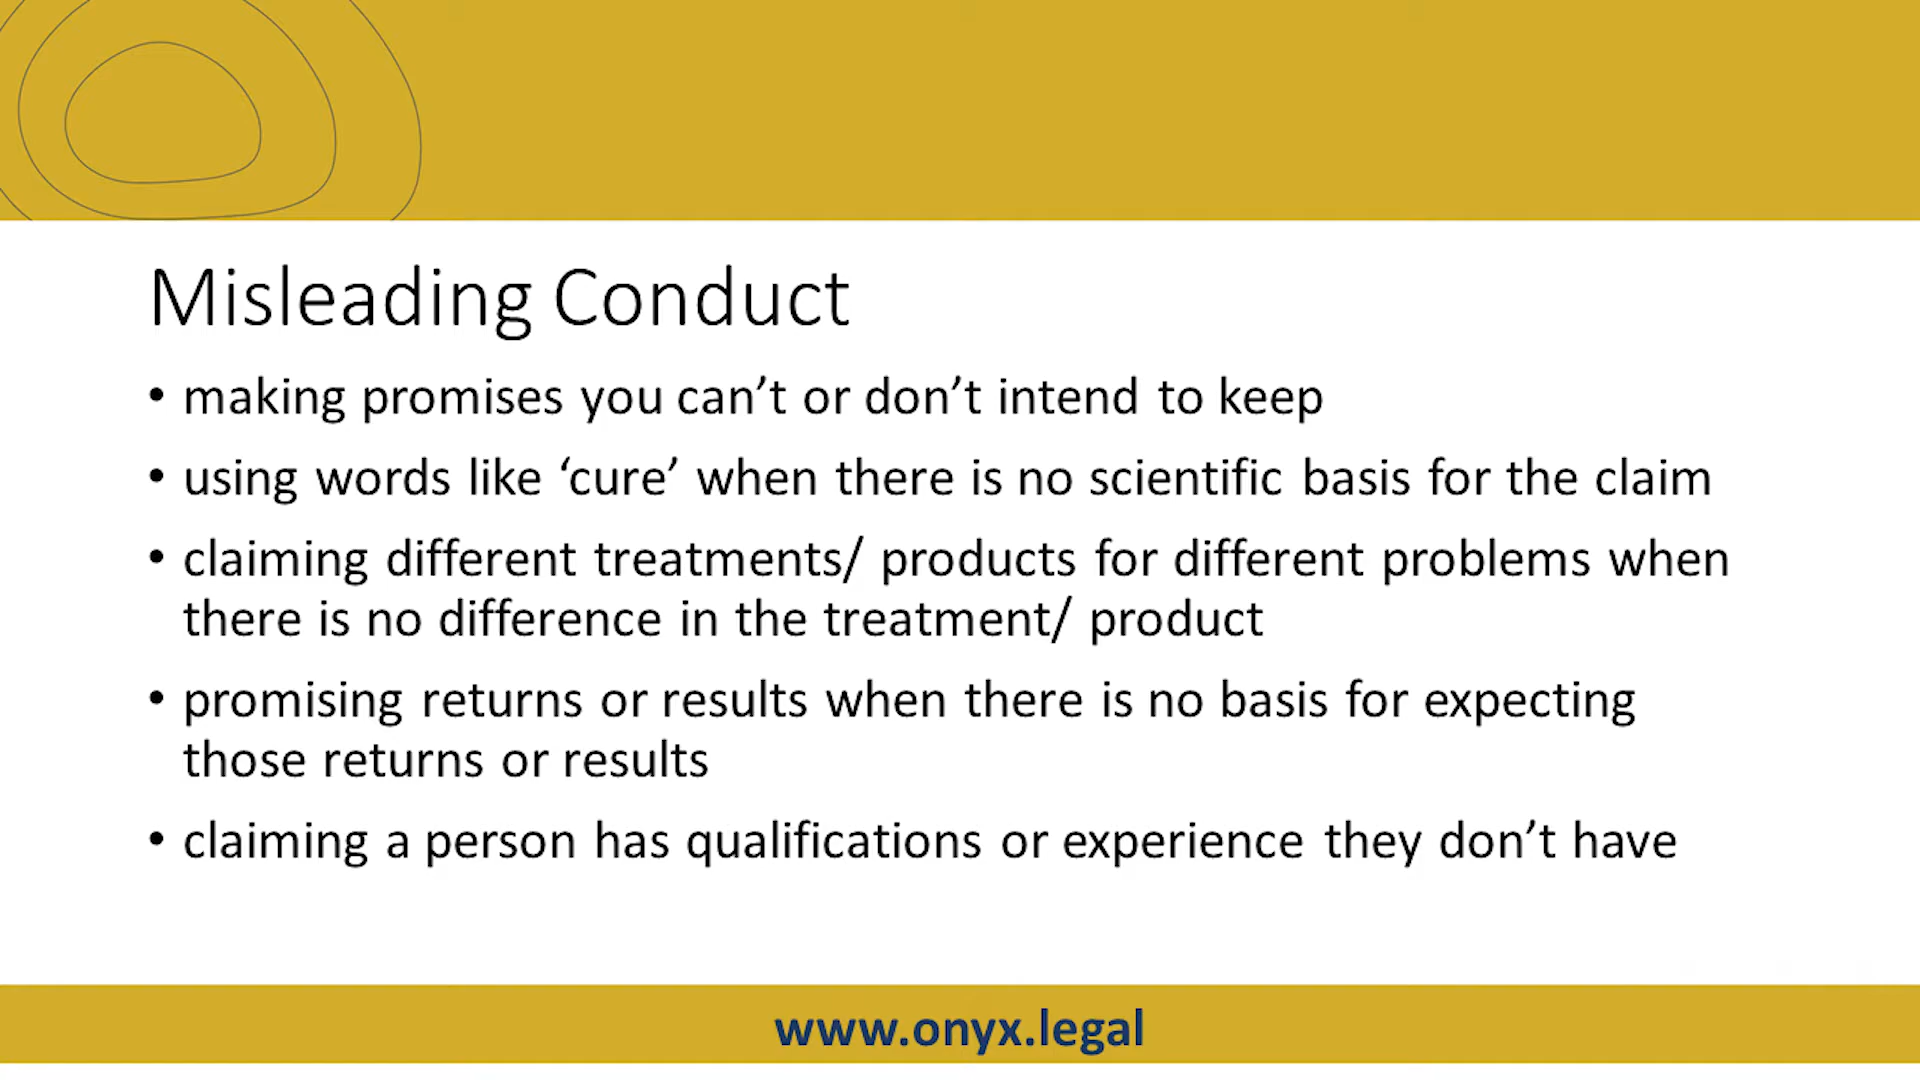 Misleading Conduct
• making promises you can’t or don’t intend to keep
• using words like ‘cure’ when there is no scientific basis for the claim
• claiming different treatments/ products for different problems when
there is no difference in the treatment/ product
• promising returns or results when there is no basis for expecting
those returns or results
• claiming a person has qualifications or experience they don’t have
www.onyx.legal